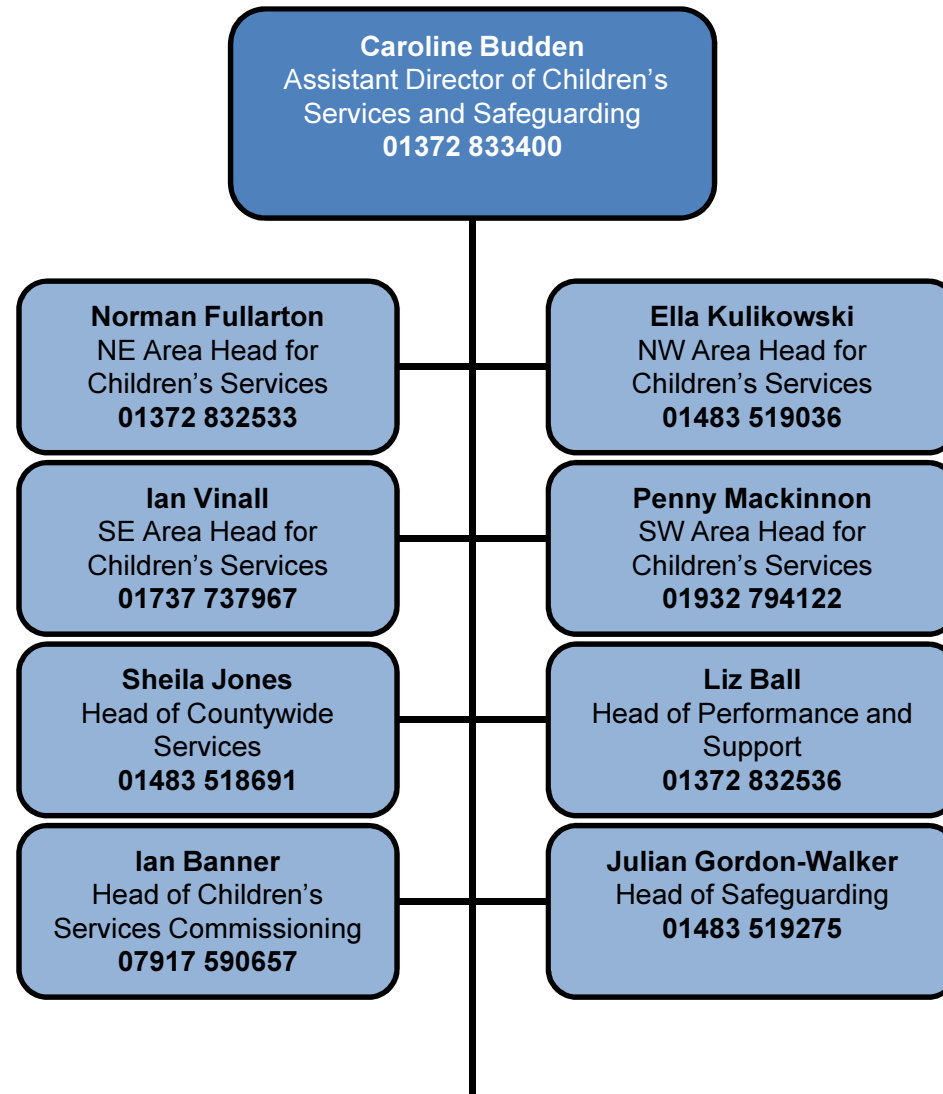 Caroline Budden
Assistant Director of Children’s
Services and Safeguarding
01372 833400
Norman Fullarton
NE Area Head for
Children’s Services
01372 832533
Ella Kulikowski
NW Area Head for
Children’s Services
01483 519036
Ian Vinall
SE Area Head for
Children’s Services
01737 737967
Penny Mackinnon
SW Area Head for
Children’s Services
01932 794122
Sheila Jones
Head of Countywide
Services
01483 518691
Liz Ball
Head of Performance and
Support
01372 832536
Ian Banner
Head of Children’s
Services Commissioning
07917 590657
Julian Gordon-Walker
Head of Safeguarding
01483 519275